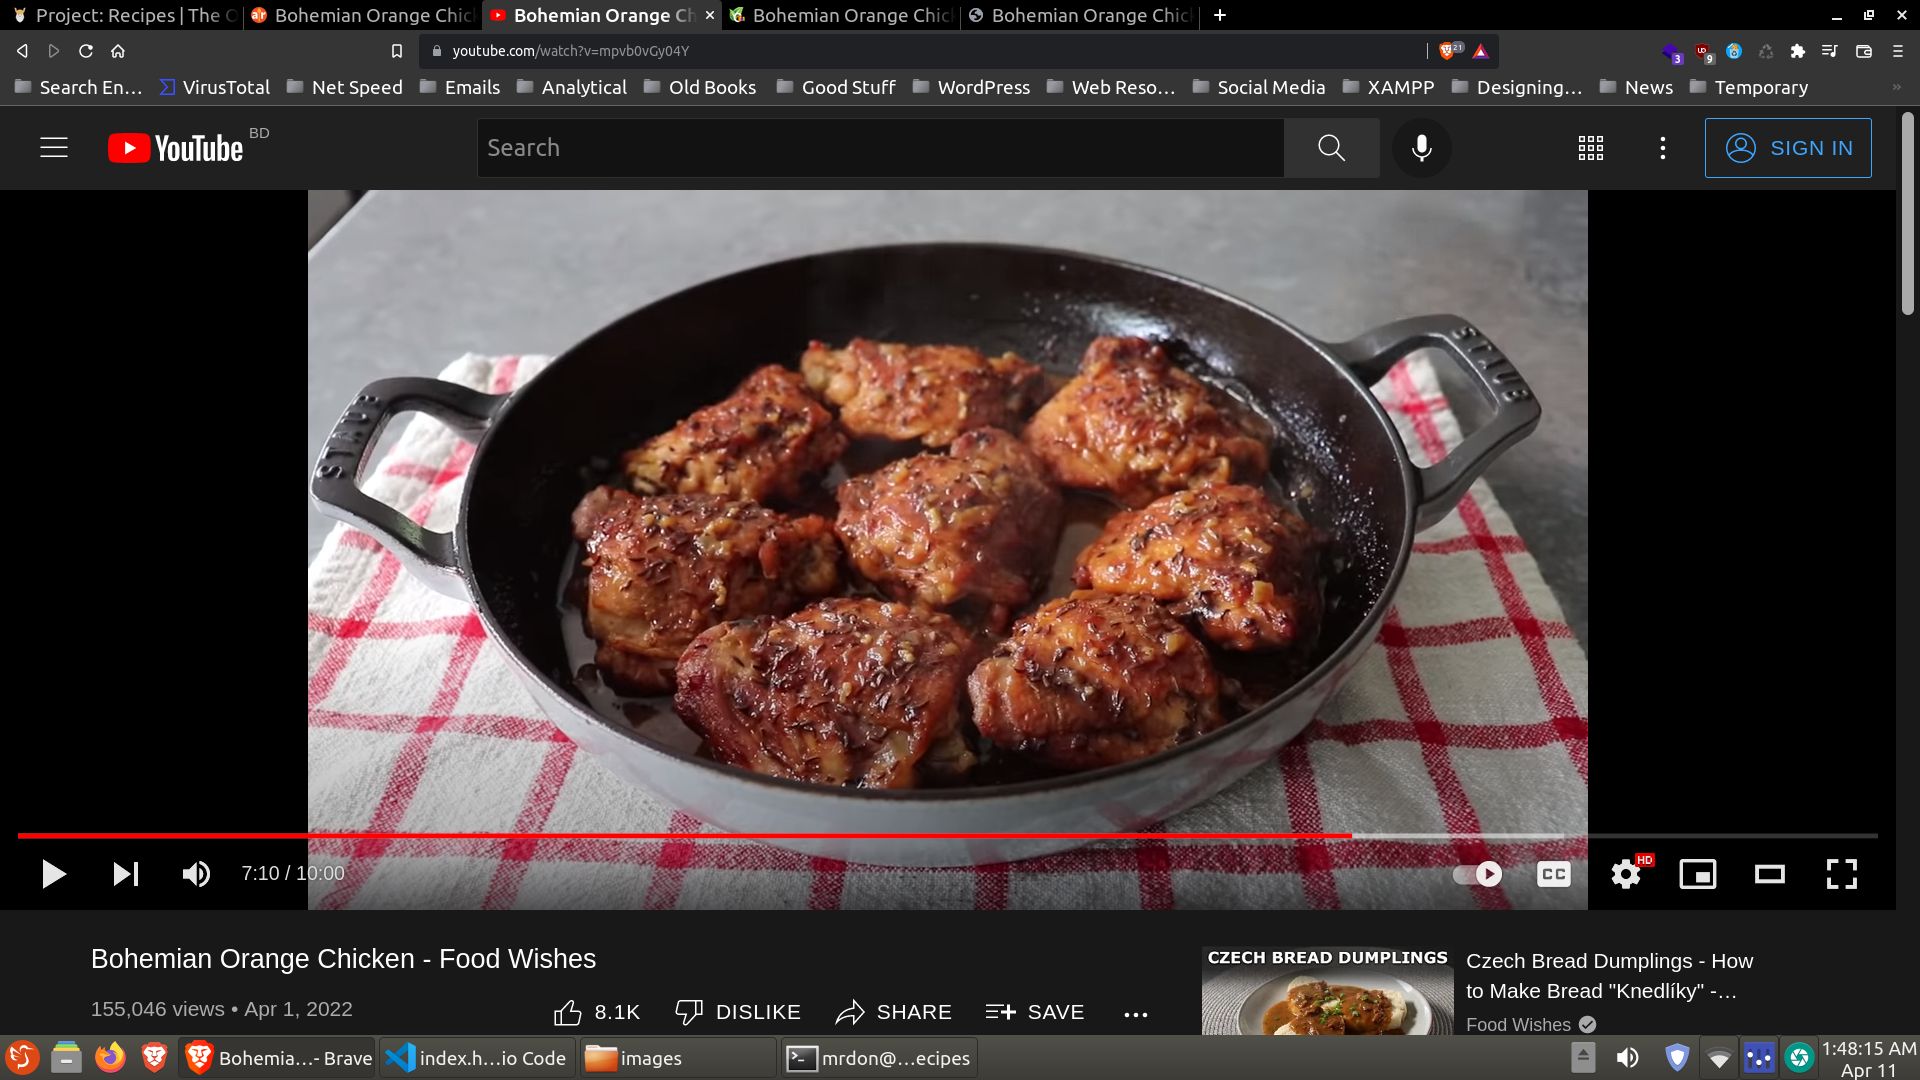 Project: Recipes | The O
Bohemian Orange Chic
Bohemian Orange Ch
Bohemian Orange Chic
Bohemian Orange Chic
youtube.com/watch?v=mpvb0vGy04Y
21
3
9
Search En...
VirusTotal
Net Speed
Emails
Analytical
Old Books
Good Stuff
WordPress
Web Reso...
Social Media
XAMPP
Designing...
News
Temporary
YouTube BD
Search
SIGN IN
STAUB
STAUB
7:10 / 10:00
CC
HD
Bohemian Orange Chicken - Food Wishes
155,046 views • Apr 1, 2022
8.1K
DISLIKE
SHARE
SAVE
CZECH BREAD DUMPLINGS
Czech Bread Dumplings - How
to Make Bread "Knedlíky" -...
Food Wishes
Bohemia...- Brave
index.h...io Code
images
mrdon@...ecipes
1:48:15 AM
Apr 11